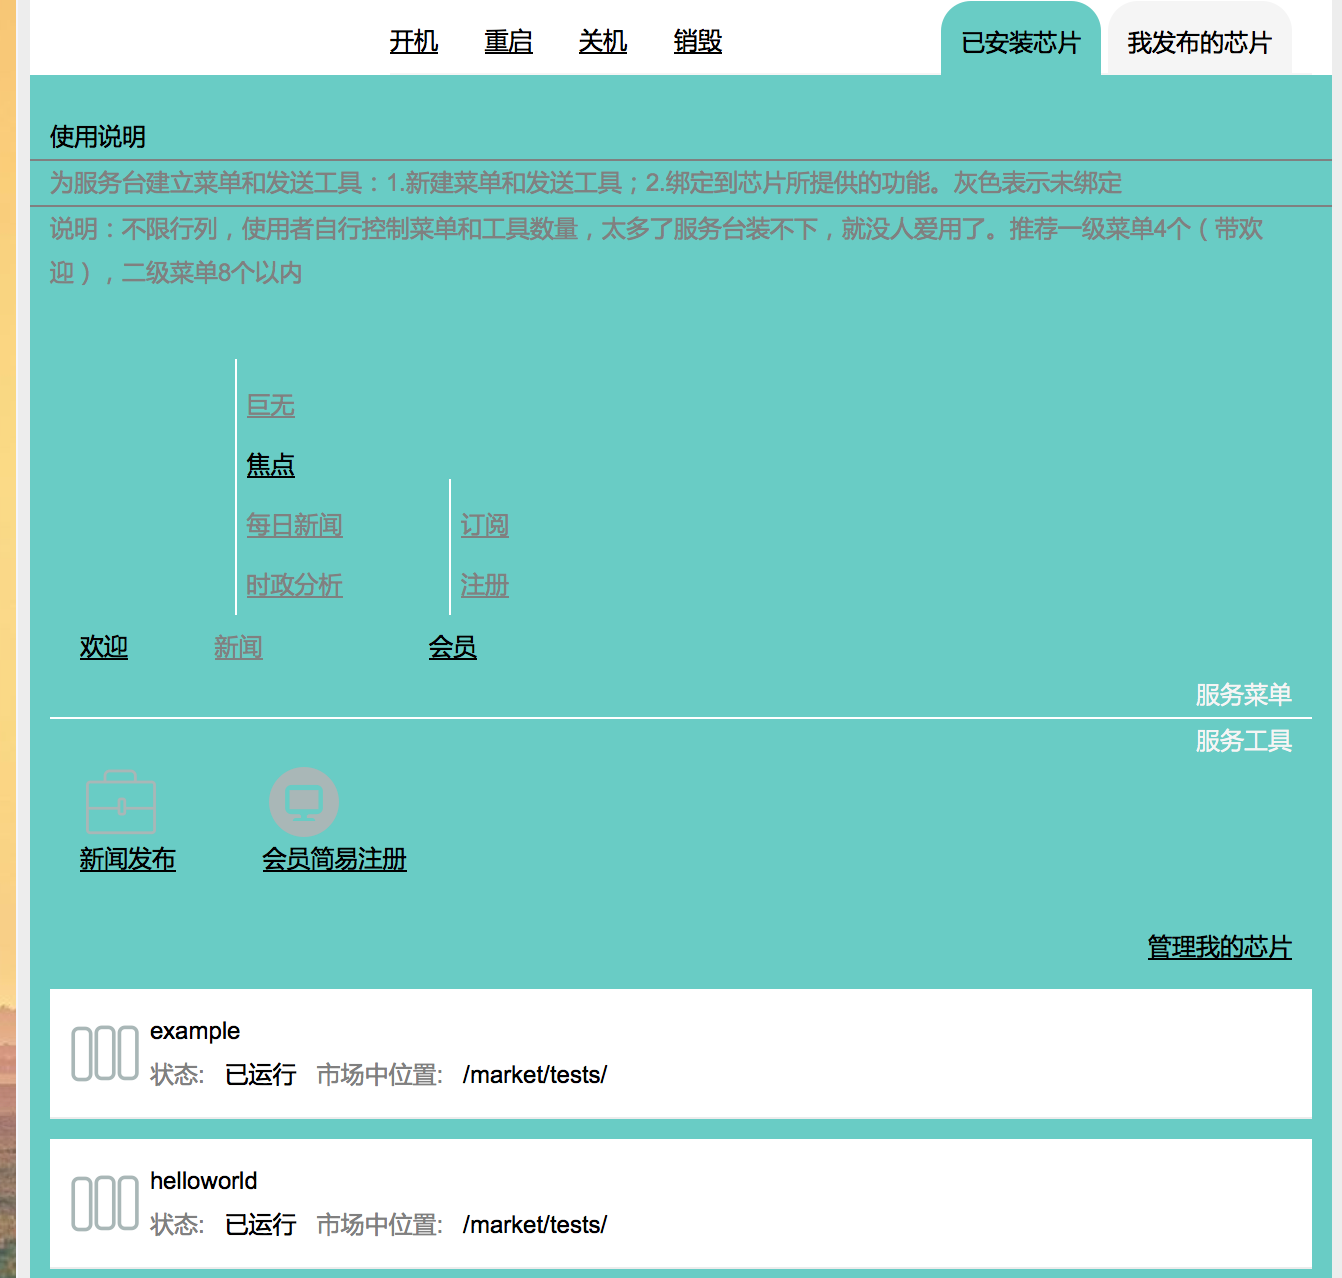 开机 重启 关机 销毁 已安装芯片 我发布的芯片
使用说明
为服务台建立菜单和发送工具：1.新建菜单和发送工具；2.绑定到芯片所提供的功能。灰色表示未绑定
说明：不限行列，使用者自行控制菜单和工具数量，太多了服务台装不下，就没人爱用了。推荐一级菜单4个（带欢
迎），二级菜单8个以内
巨无
焦点
每日新闻 订阅
时政分析 注册
欢迎 新闻 会员
服务菜单
服务工具
新闻发布 会员简易注册
管理我的芯片
example
状态: 已运行 市场中位置: /market/tests/
helloworld
状态: 已运行 市场中位置: /market/tests/